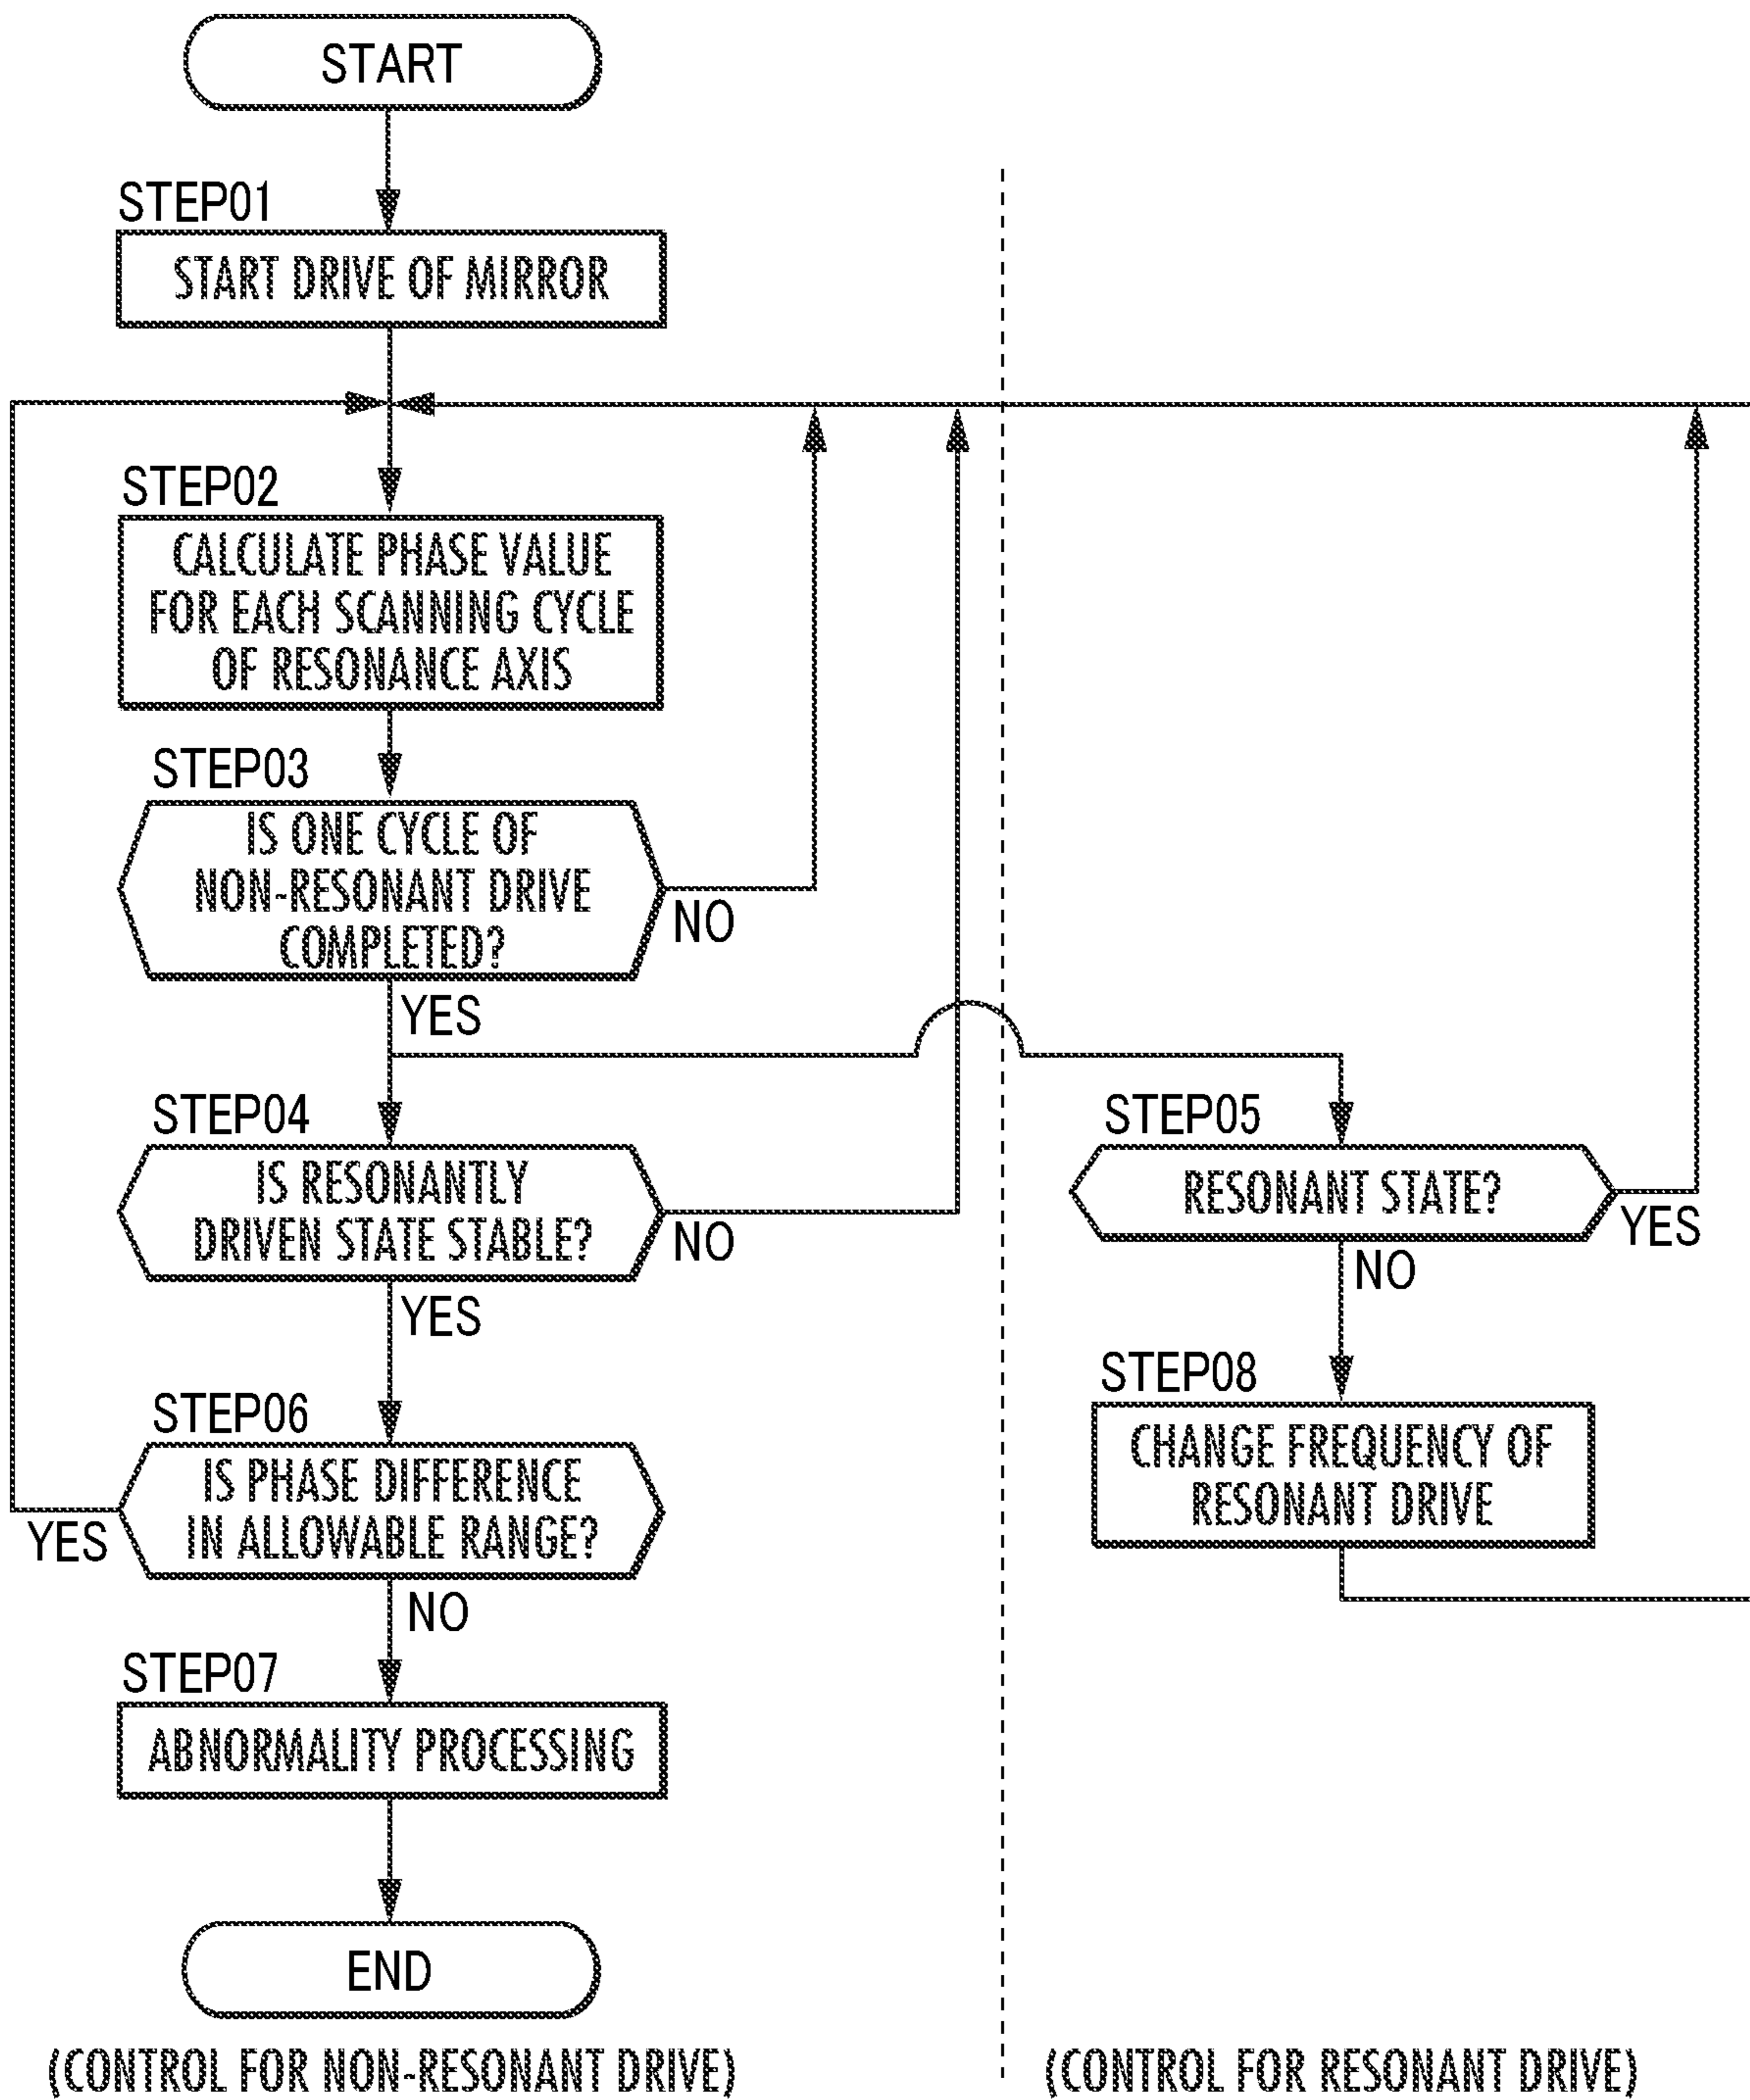 START
STEP01
START DRIVE OF MIRROR
STEP02
CALCULATE PHASE VALUE
FOR EACH SCANNING CYCLE
OF RESONANCE AXIS
STEP03
IS ONE CYCLE OF
NON-RESONANT DRIVE
COMPLETED?
NO
YES
STEP04
IS RESONANTLY
DRIVEN STATE STABLE?
NO
YES
STEP05
RESONANT STATE?
YES
NO
STEP06
IS PHASE DIFFERENCE
IN ALLOWABLE RANGE?
YES
NO
STEP08
CHANGE FREQUENCY OF
RESONANT DRIVE
STEP07
ABNORMALITY PROCESSING
END
(CONTROL FOR NON-RESONANT DRIVE)
(CONTROL FOR RESONANT DRIVE)